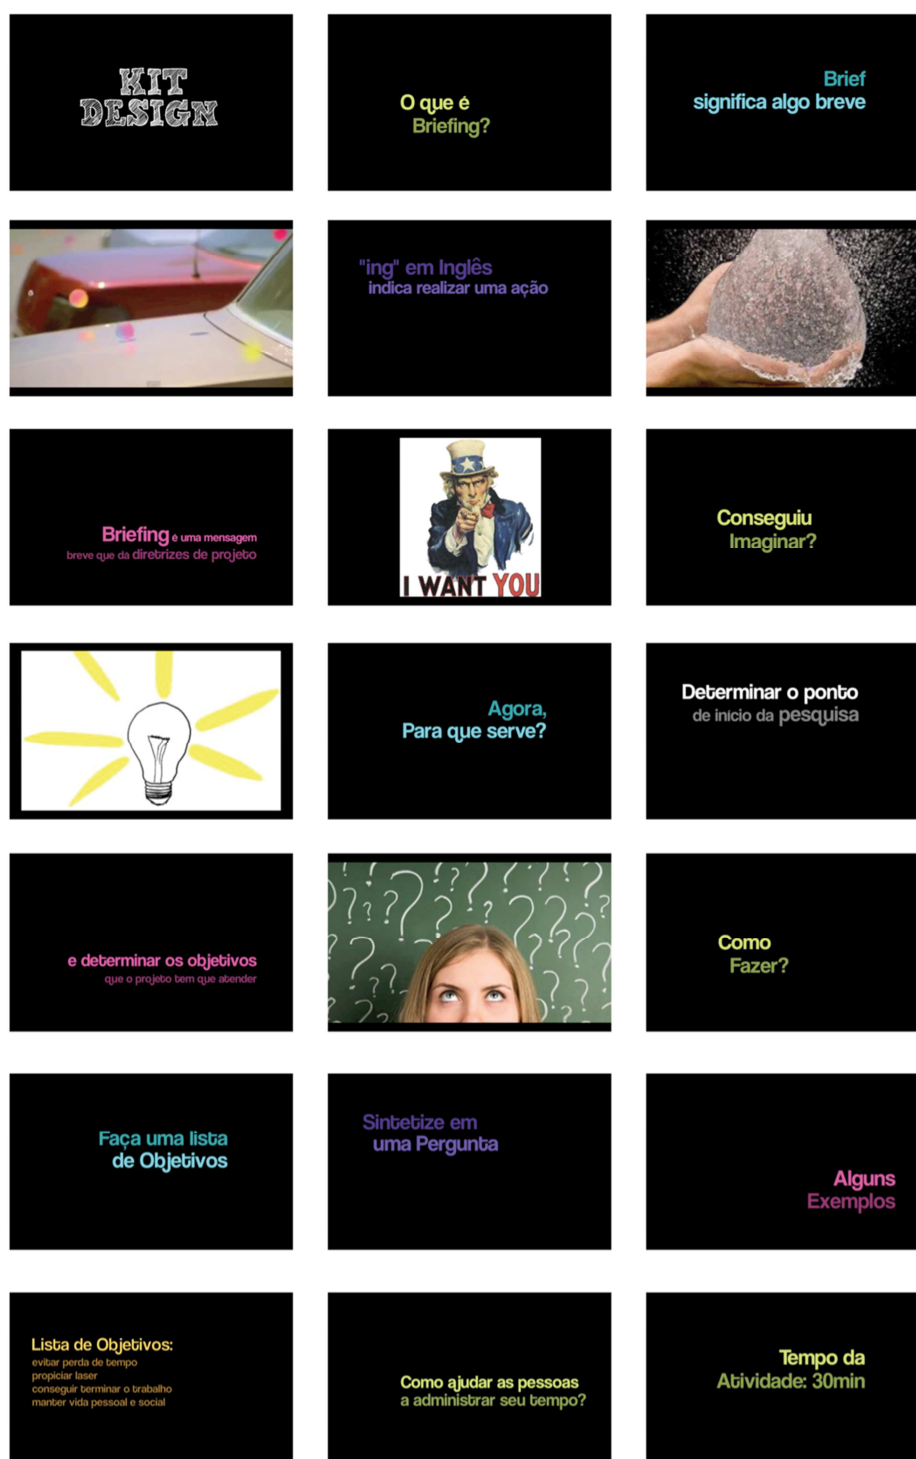 KIT
DESIGN
O que é
Briefing?
Brief
significa algo breve
"ing" em Inglês
indica realizar uma ação
Briefing é uma mensagem
breve que dá diretrizes de projeto
I WANT YOU
Conseguiu
Imaginar?
Agora,
Para que serve?
Determinar o ponto
de início da pesquisa
e determinar os objetivos
que o projeto tem que atender
Como
Fazer?
Faça uma lista
de Objetivos
Sintetize em
uma Pergunta
Alguns
Exemplos
Lista de Objetivos:
evitar perda de tempo
propiciar laser
conseguir terminar o trabalho
manter vida pessoal e social
Como ajudar as pessoas
a administrar seu tempo?
Tempo da
Atividade: 30min